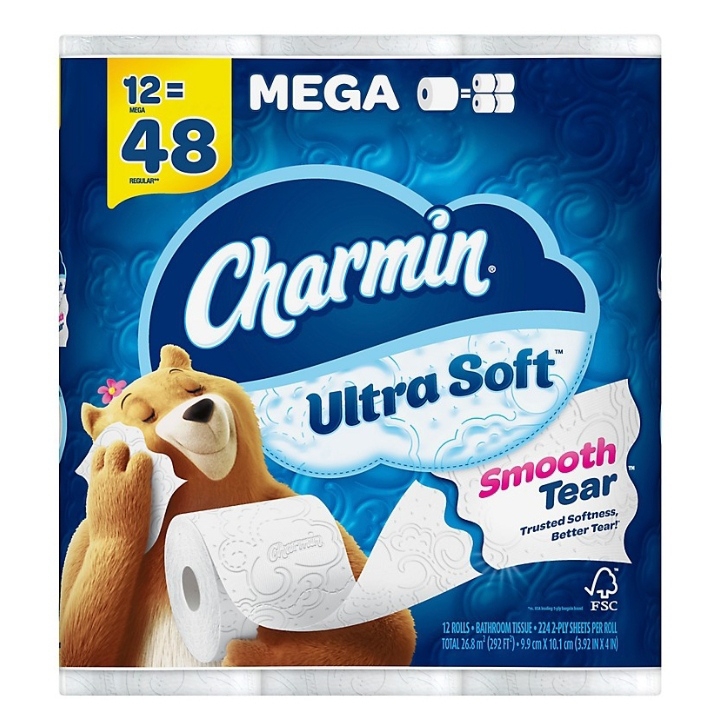 12=
MEGA
48
REGULAR**
MEGA
=
Charmin®
Ultra Soft™
Smooth
Tear™
Trusted Softness,
Better Tear!†
Charmin
FSC
12 ROLLS • BATHROOM TISSUE • 224 2-PLY SHEETS PER ROLL
TOTAL 26.8 m² (292 FT²) • 9.9 cm X 10.1 cm (3.92 IN X 4 IN)